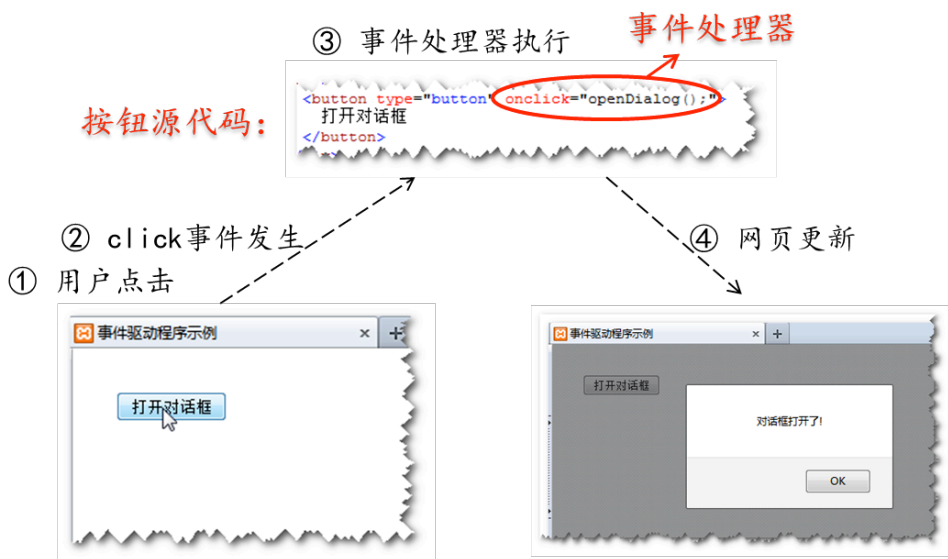 ③ 事件处理器执行
事件处理器
按钮源代码：
<button type="button" onclick="openDialog();">
打开对话框
</button>
② click事件发生
① 用户点击
④ 网页更新
事件驱动程序示例
打开对话框
事件驱动程序示例
打开对话框
对话框打开了!
OK